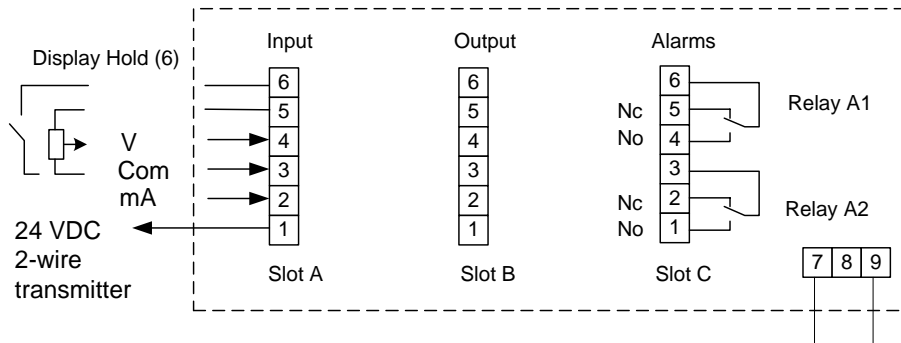 Input
Output
Alarms
Display Hold (6)
6
5
4
3
2
1
6
5
4
3
2
1
6
5
4
3
2
1
Nc
No
Nc
No
Relay A1
Relay A2
V
Com
mA
24 VDC
2-wire
transmitter
Slot A
Slot B
Slot C
7 8 9